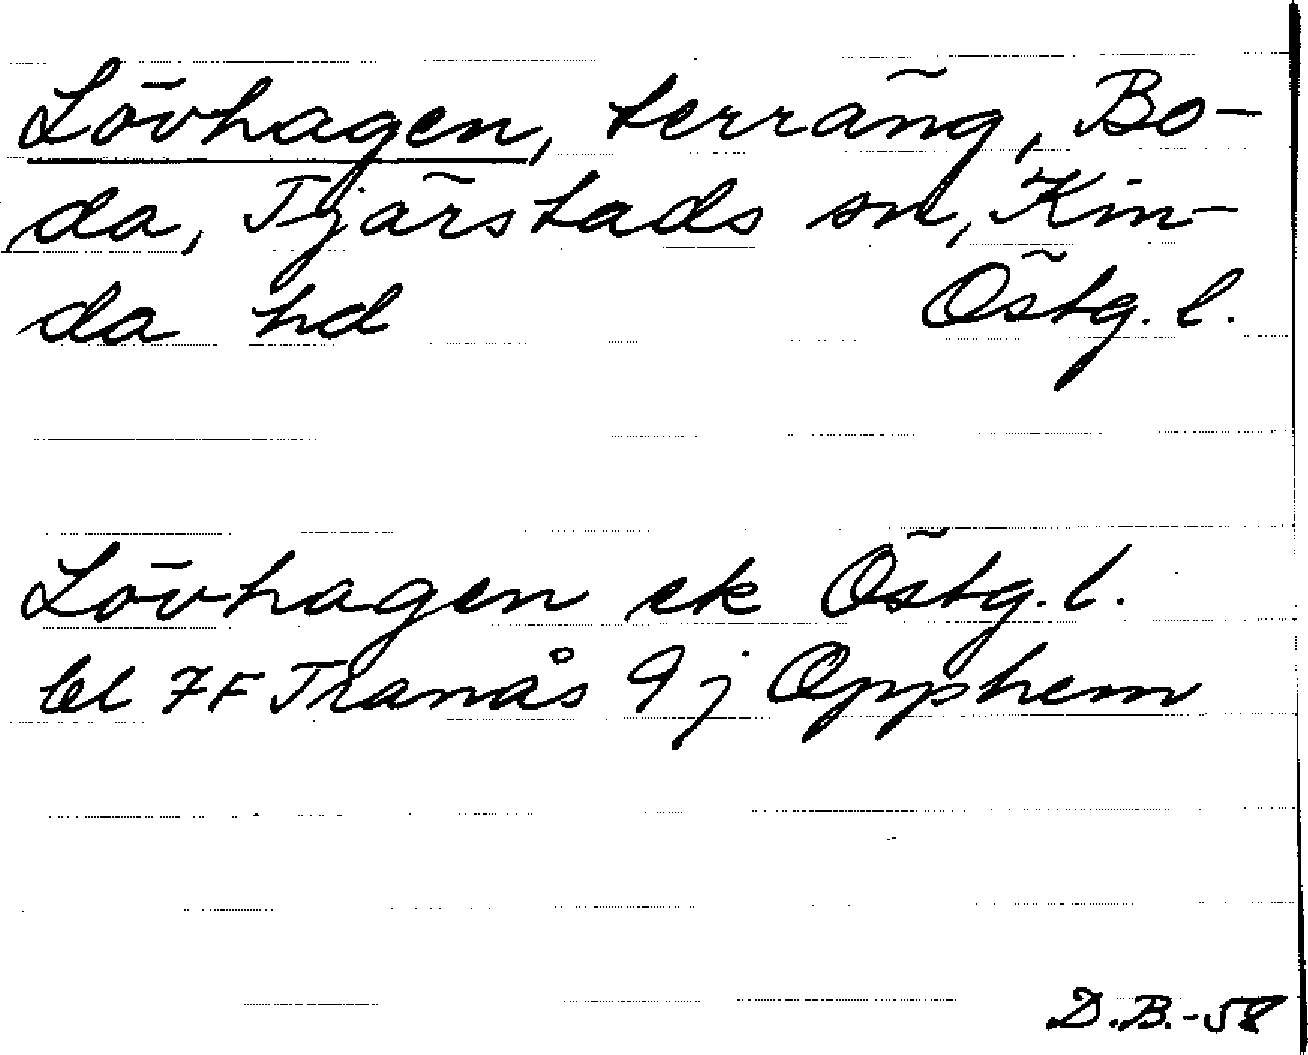 Lövhagen, terräng, Bo-
da, Tjärstads sn, Kin-
da hd Östg. l.
Lövhagen ek Östg. l.
bl 7F Tranås 9j Opphem
D.B.-58